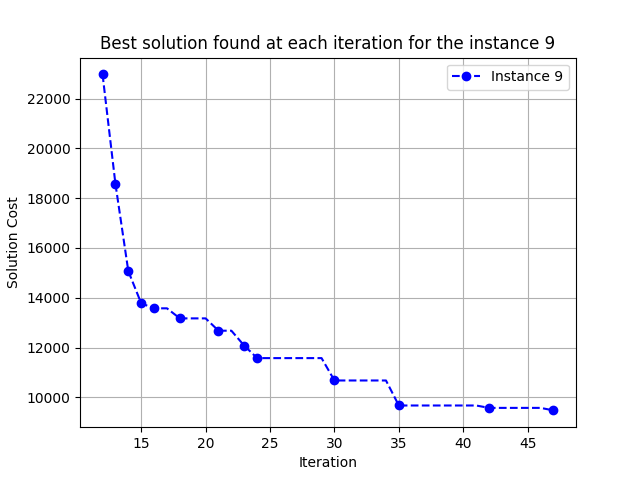 Best solution found at each iteration for the instance 9
Instance 9
22000
20000
18000
16000
14000
12000
10000
Solution Cost
15 20 25 30 35 40 45
Iteration